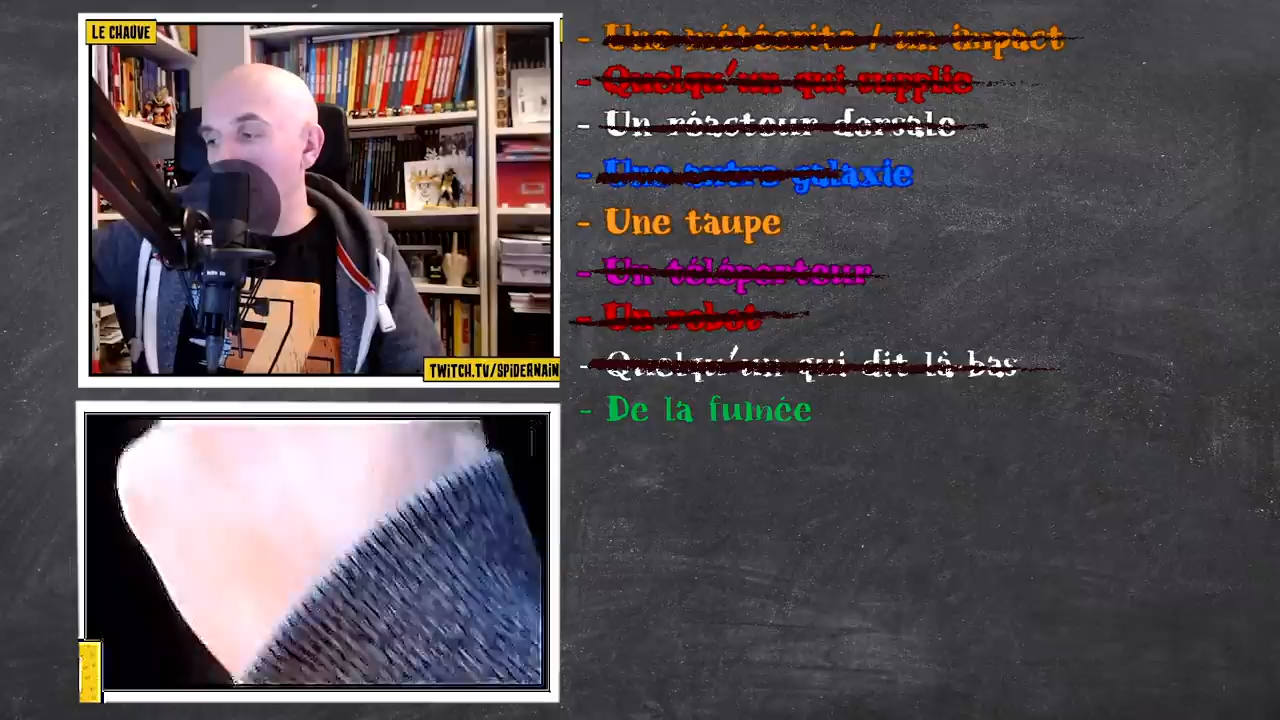 LE CHAUVE
TWITCH.TV/SPIDERNAIN
- Une météorite / un impact
- Quelqu'un qui supplie
- Un réacteur dorsale
- Une autre galaxie
- Une taupe
- Un téléporteur
- Un robot
- Quelqu'un qui dit là bas
- De la fumée